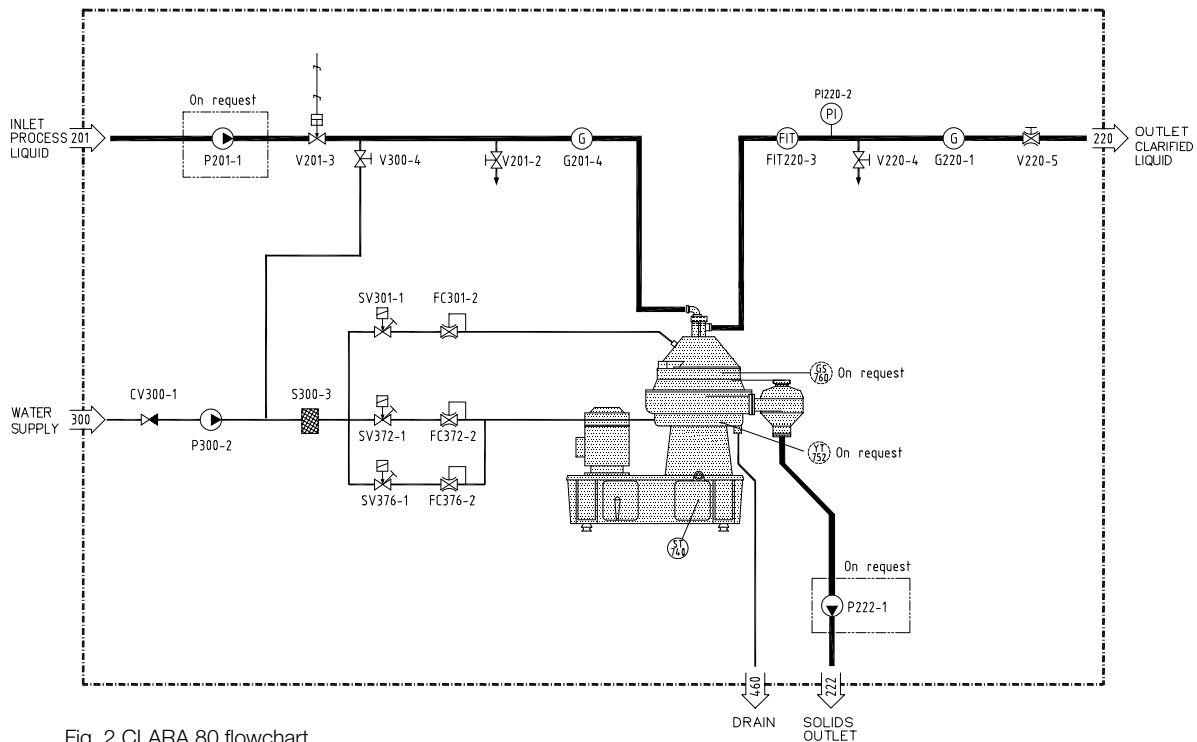 On request
INLET
PROCESS
LIQUID
201
P201-1
V201-3
V300-4
V201-2
G
G201-4
PI220-2
PI
FIT
FIT220-3
V220-4
G
G220-1
V220-5
220
OUTLET
CLARIFIED
LIQUID
SV301-1
FC301-2
GS
760
On request
CV300-1
S300-3
WATER
SUPPLY
300
P300-2
SV372-1
FC372-2
YT
752
On request
SV376-1
FC376-2
ST
740
On request
P222-1
460
222
DRAIN
SOLIDS
OUTLET
Fig. 2 CLARA 80 flowchart